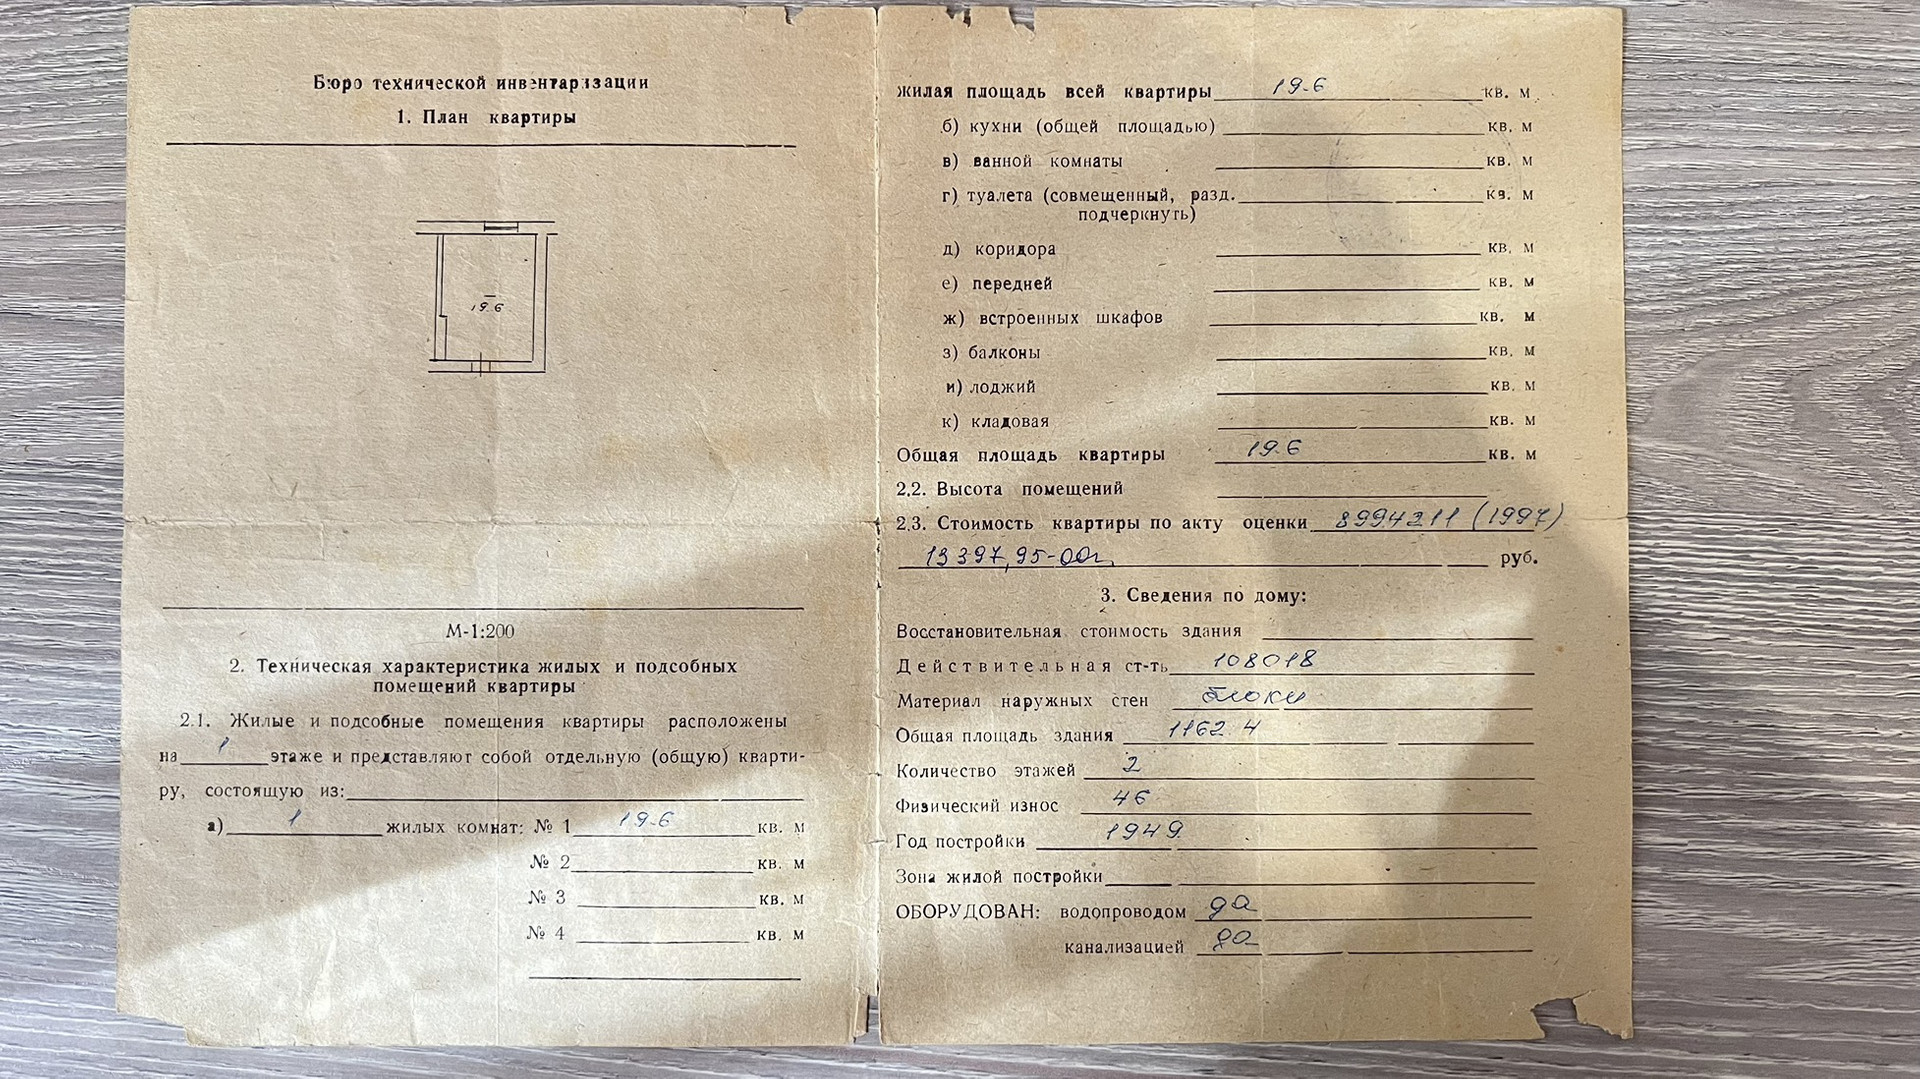 Бюро технической инвентаризации
1. План квартиры
19.6
М-1:200
2. Техническая характеристика жилых и подсобных
помещений квартиры
2.1. Жилые и подсобные помещения квартиры расположены
на 1 этаже и представляют собой отдельную (общую) кварти-
ру, состоящую из:
а) 1 жилых комнат: № 1 19.6 кв. м
№ 2 кв. м
№ 3 кв. м
№ 4 кв. м
жилая площадь всей квартиры 19.6 кв. м
б) кухни (общей площадью) кв. м
в) ванной комнаты кв. м
г) туалета (совмещенный, разд. кв. м
подчеркнуть)
д) коридора кв. м
е) передней кв. м
ж) встроенных шкафов кв. м
з) балконы кв. м
и) лоджий кв. м
к) кладовая кв. м
Общая площадь квартиры 19.6 кв. м
2.2. Высота помещений
2.3. Стоимость квартиры по акту оценки 8994211 (1997)
13397,95- руб.
3. Сведения по дому:
Восстановительная стоимость здания
Действительная ст-ть 108018
Материал наружных стен блоки
Общая площадь здания 1162.4
Количество этажей 2
Физический износ 46
Год постройки 1949
Зона жилой постройки
ОБОРУДОВАН: водопроводом да
канализацией да